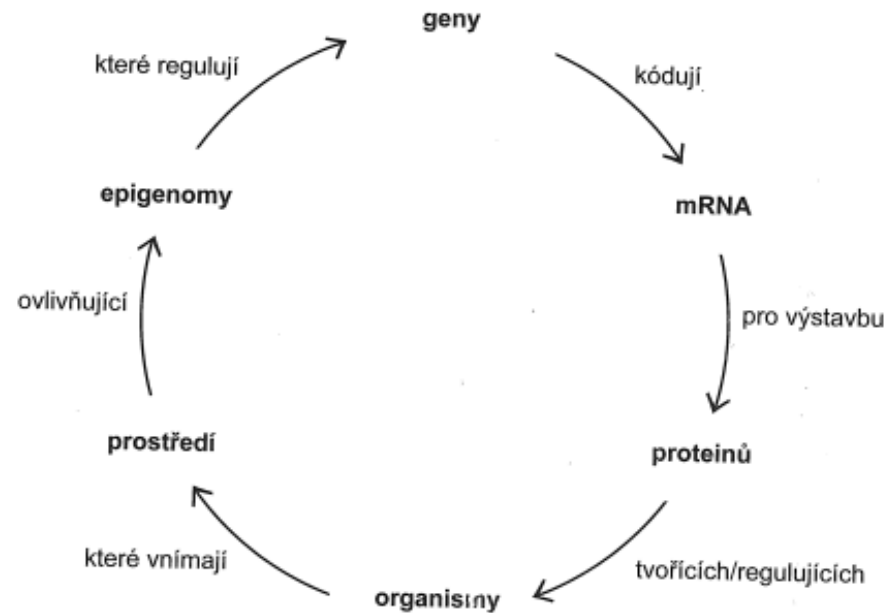 geny
kódují
mRNA
pro výstavbu
proteinů
tvořících/regulujících
organismy
které vnímají
prostředí
ovlivňující
epigenomy
které regulují